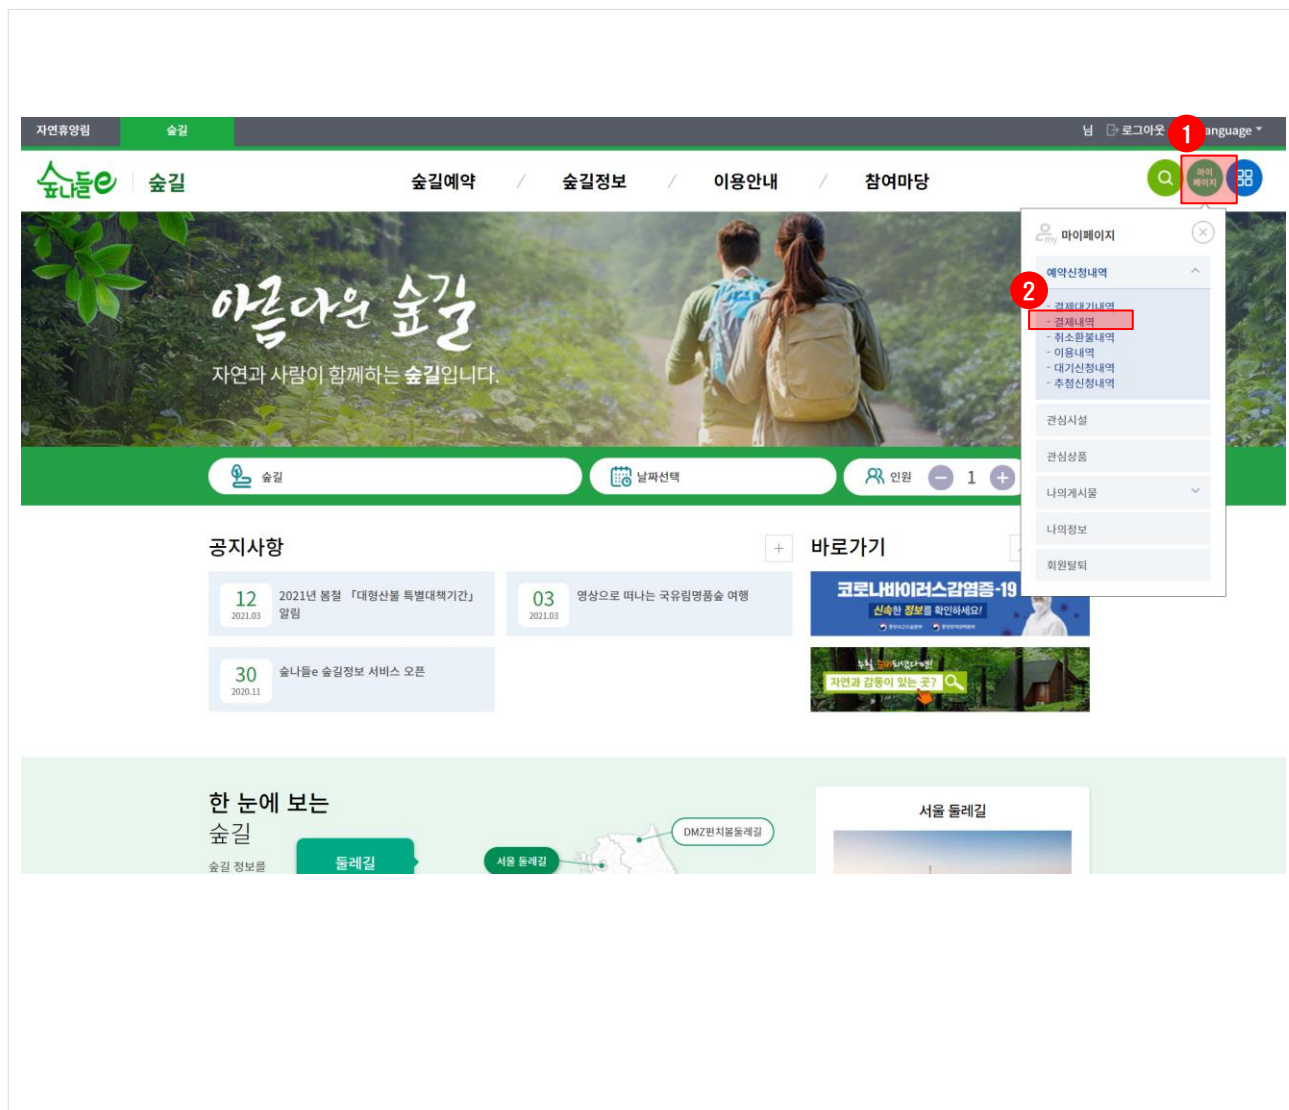 자연휴양림
숲길
님
로그아웃
1
anguage
숲나들e
숲길
숲길예약 / 숲길정보 / 이용안내 / 참여마당
마이
페이지
my 마이페이지
예약신청내역
2
- 결제대기내역
- 결제내역
- 취소환불내역
- 이용내역
- 대기신청내역
- 추첨신청내역
관심시설
관심상품
나의게시물
나의정보
회원탈퇴
아름다운 숲길
자연과 사람이 함께하는 숲길입니다.
숲길
날짜선택
인원 − 1 +
공지사항
+
12
2021.03
2021년 봄철 「대형산불 특별대책기간」
알림
03
2021.03
영상으로 떠나는 국유림명품숲 여행
30
2020.11
숲나들e 숲길정보 서비스 오픈
바로가기
코로나바이러스감염증-19
신속한 정보를 확인하세요!
자연과 감동이 있는 곳?
한 눈에 보는
숲길
숲길 정보를
둘레길
서울 둘레길
DMZ펀치볼둘레길
서울 둘레길